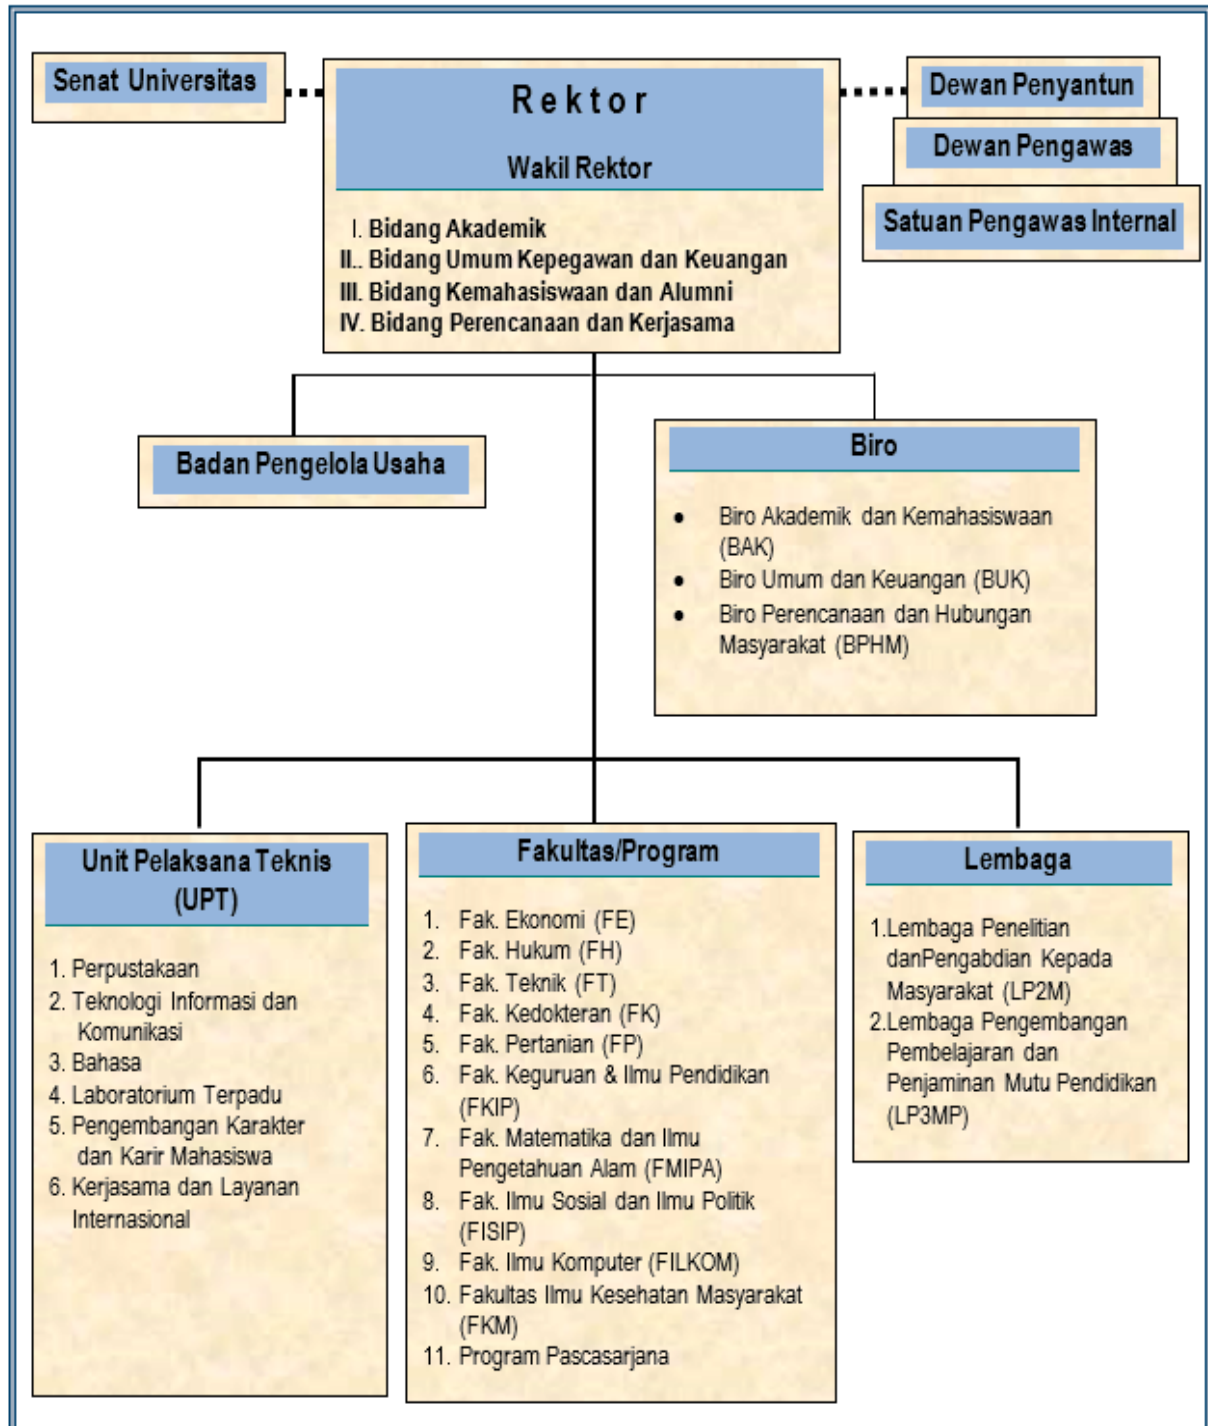 Senat Universitas
Rektor
Wakil Rektor
I. Bidang Akademik
II.. Bidang Umum Kepegawan dan Keuangan
III. Bidang Kemahasiswaan dan Alumni
IV. Bidang Perencanaan dan Kerjasama
Dewan Penyantun
Dewan Pengawas
Satuan Pengawas Internal
Badan Pengelola Usaha
Biro
• Biro Akademik dan Kemahasiswaan
(BAK)
• Biro Umum dan Keuangan (BUK)
• Biro Perencanaan dan Hubungan
Masyarakat (BPHM)
Unit Pelaksana Teknis
(UPT)
1. Perpustakaan
2. Teknologi Informasi dan
Komunikasi
3. Bahasa
4. Laboratorium Terpadu
5. Pengembangan Karakter
dan Karir Mahasiswa
6. Kerjasama dan Layanan
Internasional
Fakultas/Program
1. Fak. Ekonomi (FE)
2. Fak. Hukum (FH)
3. Fak. Teknik (FT)
4. Fak. Kedokteran (FK)
5. Fak. Pertanian (FP)
6. Fak. Keguruan & Ilmu Pendidikan
(FKIP)
7. Fak. Matematika dan Ilmu
Pengetahuan Alam (FMIPA)
8. Fak. Ilmu Sosial dan Ilmu Politik
(FISIP)
9. Fak. Ilmu Komputer (FILKOM)
10. Fakultas Ilmu Kesehatan Masyarakat
(FKM)
11. Program Pascasarjana
Lembaga
1.Lembaga Penelitian
danPengabdian Kepada
Masyarakat (LP2M)
2.Lembaga Pengembangan
Pembelajaran dan
Penjaminan Mutu Pendidikan
(LP3MP)